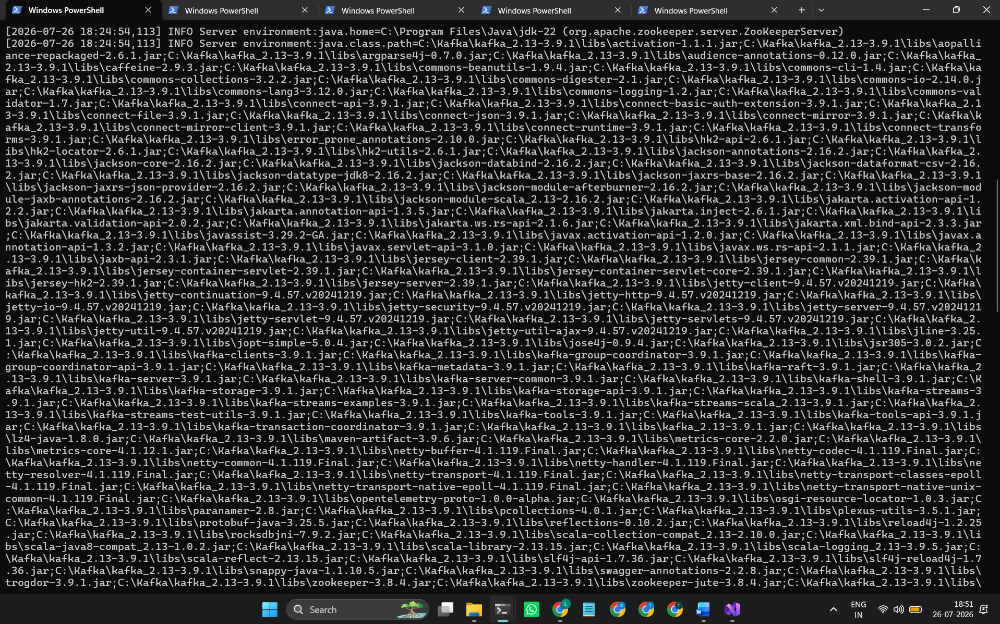 Windows PowerShell
Windows PowerShell
Windows PowerShell
Windows PowerShell
Windows PowerShell
[2026-07-26 18:24:54,113] INFO Server environment:java.home=C:\Program Files\Java\jdk-22 (org.apache.zookeeper.server.ZooKeeperServer)
[2026-07-26 18:24:54,113] INFO Server environment:java.class.path=C:\Kafka\kafka_2.13-3.9.1\libs\activation-1.1.1.jar;C:\Kafka\kafka_2.13-3.9.1\libs\aopalli
ance-repackaged-2.6.1.jar;C:\Kafka\kafka_2.13-3.9.1\libs\argparse4j-0.7.0.jar;C:\Kafka\kafka_2.13-3.9.1\libs\audience-annotations-0.12.0.jar;C:\Kafka\kafka_
2.13-3.9.1\libs\caffeine-2.9.3.jar;C:\Kafka\kafka_2.13-3.9.1\libs\commons-beanutils-1.9.4.jar;C:\Kafka\kafka_2.13-3.9.1\libs\commons-cli-1.4.jar;C:\Kafka\ka
fka_2.13-3.9.1\libs\commons-collections-3.2.2.jar;C:\Kafka\kafka_2.13-3.9.1\libs\commons-digester-2.1.jar;C:\Kafka\kafka_2.13-3.9.1\libs\commons-io-2.14.0.j
ar;C:\Kafka\kafka_2.13-3.9.1\libs\commons-lang3-3.12.0.jar;C:\Kafka\kafka_2.13-3.9.1\libs\commons-logging-1.2.jar;C:\Kafka\kafka_2.13-3.9.1\libs\commons-val
idator-1.7.jar;C:\Kafka\kafka_2.13-3.9.1\libs\connect-api-3.9.1.jar;C:\Kafka\kafka_2.13-3.9.1\libs\connect-basic-auth-extension-3.9.1.jar;C:\Kafka\kafka_2.1
3-3.9.1\libs\connect-file-3.9.1.jar;C:\Kafka\kafka_2.13-3.9.1\libs\connect-json-3.9.1.jar;C:\Kafka\kafka_2.13-3.9.1\libs\connect-mirror-3.9.1.jar;C:\Kafka\k
afka_2.13-3.9.1\libs\connect-mirror-client-3.9.1.jar;C:\Kafka\kafka_2.13-3.9.1\libs\connect-runtime-3.9.1.jar;C:\Kafka\kafka_2.13-3.9.1\libs\connect-transfo
rms-3.9.1.jar;C:\Kafka\kafka_2.13-3.9.1\libs\error_prone_annotations-2.10.0.jar;C:\Kafka\kafka_2.13-3.9.1\libs\hk2-api-2.6.1.jar;C:\Kafka\kafka_2.13-3.9.1\l
ibs\hk2-locator-2.6.1.jar;C:\Kafka\kafka_2.13-3.9.1\libs\hk2-utils-2.6.1.jar;C:\Kafka\kafka_2.13-3.9.1\libs\jackson-annotations-2.16.2.jar;C:\Kafka\kafka_2.
13-3.9.1\libs\jackson-core-2.16.2.jar;C:\Kafka\kafka_2.13-3.9.1\libs\jackson-databind-2.16.2.jar;C:\Kafka\kafka_2.13-3.9.1\libs\jackson-dataformat-csv-2.16.
2.jar;C:\Kafka\kafka_2.13-3.9.1\libs\jackson-datatype-jdk8-2.16.2.jar;C:\Kafka\kafka_2.13-3.9.1\libs\jackson-jaxrs-base-2.16.2.jar;C:\Kafka\kafka_2.13-3.9.1
\libs\jackson-jaxrs-json-provider-2.16.2.jar;C:\Kafka\kafka_2.13-3.9.1\libs\jackson-module-afterburner-2.16.2.jar;C:\Kafka\kafka_2.13-3.9.1\libs\jackson-mod
ule-jaxb-annotations-2.16.2.jar;C:\Kafka\kafka_2.13-3.9.1\libs\jackson-module-scala_2.13-2.16.2.jar;C:\Kafka\kafka_2.13-3.9.1\libs\jakarta.activation-api-1.
2.2.jar;C:\Kafka\kafka_2.13-3.9.1\libs\jakarta.annotation-api-1.3.5.jar;C:\Kafka\kafka_2.13-3.9.1\libs\jakarta.inject-2.6.1.jar;C:\Kafka\kafka_2.13-3.9.1\li
bs\jakarta.validation-api-2.0.2.jar;C:\Kafka\kafka_2.13-3.9.1\libs\jakarta.ws.rs-api-2.1.6.jar;C:\Kafka\kafka_2.13-3.9.1\libs\jakarta.xml.bind-api-2.3.3.jar
;C:\Kafka\kafka_2.13-3.9.1\libs\javassist-3.29.2-GA.jar;C:\Kafka\kafka_2.13-3.9.1\libs\javax.activation-api-1.2.0.jar;C:\Kafka\kafka_2.13-3.9.1\libs\javax.a
nnotation-api-1.3.2.jar;C:\Kafka\kafka_2.13-3.9.1\libs\javax.servlet-api-3.1.0.jar;C:\Kafka\kafka_2.13-3.9.1\libs\javax.ws.rs-api-2.1.1.jar;C:\Kafka\kafka_2
.13-3.9.1\libs\jaxb-api-2.3.1.jar;C:\Kafka\kafka_2.13-3.9.1\libs\jersey-client-2.39.1.jar;C:\Kafka\kafka_2.13-3.9.1\libs\jersey-common-2.39.1.jar;C:\Kafka\k
afka_2.13-3.9.1\libs\jersey-container-servlet-2.39.1.jar;C:\Kafka\kafka_2.13-3.9.1\libs\jersey-container-servlet-core-2.39.1.jar;C:\Kafka\kafka_2.13-3.9.1\l
ibs\jersey-hk2-2.39.1.jar;C:\Kafka\kafka_2.13-3.9.1\libs\jersey-server-2.39.1.jar;C:\Kafka\kafka_2.13-3.9.1\libs\jetty-client-9.4.57.v20241219.jar;C:\Kafka\
kafka_2.13-3.9.1\libs\jetty-continuation-9.4.57.v20241219.jar;C:\Kafka\kafka_2.13-3.9.1\libs\jetty-http-9.4.57.v20241219.jar;C:\Kafka\kafka_2.13-3.9.1\libs\
jetty-io-9.4.57.v20241219.jar;C:\Kafka\kafka_2.13-3.9.1\libs\jetty-security-9.4.57.v20241219.jar;C:\Kafka\kafka_2.13-3.9.1\libs\jetty-server-9.4.57.v2024121
9.jar;C:\Kafka\kafka_2.13-3.9.1\libs\jetty-servlet-9.4.57.v20241219.jar;C:\Kafka\kafka_2.13-3.9.1\libs\jetty-servlets-9.4.57.v20241219.jar;C:\Kafka\kafka_2.
13-3.9.1\libs\jetty-util-9.4.57.v20241219.jar;C:\Kafka\kafka_2.13-3.9.1\libs\jetty-util-ajax-9.4.57.v20241219.jar;C:\Kafka\kafka_2.13-3.9.1\libs\jline-3.25.
1.jar;C:\Kafka\kafka_2.13-3.9.1\libs\jopt-simple-5.0.4.jar;C:\Kafka\kafka_2.13-3.9.1\libs\jose4j-0.9.4.jar;C:\Kafka\kafka_2.13-3.9.1\libs\jsr305-3.0.2.jar;C
:\Kafka\kafka_2.13-3.9.1\libs\kafka-clients-3.9.1.jar;C:\Kafka\kafka_2.13-3.9.1\libs\kafka-group-coordinator-3.9.1.jar;C:\Kafka\kafka_2.13-3.9.1\libs\kafka-
group-coordinator-api-3.9.1.jar;C:\Kafka\kafka_2.13-3.9.1\libs\kafka-metadata-3.9.1.jar;C:\Kafka\kafka_2.13-3.9.1\libs\kafka-raft-3.9.1.jar;C:\Kafka\kafka_2
.13-3.9.1\libs\kafka-server-3.9.1.jar;C:\Kafka\kafka_2.13-3.9.1\libs\kafka-server-common-3.9.1.jar;C:\Kafka\kafka_2.13-3.9.1\libs\kafka-shell-3.9.1.jar;C:\K
afka\kafka_2.13-3.9.1\libs\kafka-storage-3.9.1.jar;C:\Kafka\kafka_2.13-3.9.1\libs\kafka-storage-api-3.9.1.jar;C:\Kafka\kafka_2.13-3.9.1\libs\kafka-streams-3
.9.1.jar;C:\Kafka\kafka_2.13-3.9.1\libs\kafka-streams-examples-3.9.1.jar;C:\Kafka\kafka_2.13-3.9.1\libs\kafka-streams-scala_2.13-3.9.1.jar;C:\Kafka\kafka_2.
13-3.9.1\libs\kafka-streams-test-utils-3.9.1.jar;C:\Kafka\kafka_2.13-3.9.1\libs\kafka-tools-3.9.1.jar;C:\Kafka\kafka_2.13-3.9.1\libs\kafka-tools-api-3.9.1.j
ar;C:\Kafka\kafka_2.13-3.9.1\libs\kafka-transaction-coordinator-3.9.1.jar;C:\Kafka\kafka_2.13-3.9.1\libs\kafka_2.13-3.9.1.jar;C:\Kafka\kafka_2.13-3.9.1\libs
\lz4-java-1.8.0.jar;C:\Kafka\kafka_2.13-3.9.1\libs\maven-artifact-3.9.6.jar;C:\Kafka\kafka_2.13-3.9.1\libs\metrics-core-2.2.0.jar;C:\Kafka\kafka_2.13-3.9.1\
libs\metrics-core-4.1.12.1.jar;C:\Kafka\kafka_2.13-3.9.1\libs\netty-buffer-4.1.119.Final.jar;C:\Kafka\kafka_2.13-3.9.1\libs\netty-codec-4.1.119.Final.jar;C:
\Kafka\kafka_2.13-3.9.1\libs\netty-common-4.1.119.Final.jar;C:\Kafka\kafka_2.13-3.9.1\libs\netty-handler-4.1.119.Final.jar;C:\Kafka\kafka_2.13-3.9.1\libs\ne
tty-resolver-4.1.119.Final.jar;C:\Kafka\kafka_2.13-3.9.1\libs\netty-transport-4.1.119.Final.jar;C:\Kafka\kafka_2.13-3.9.1\libs\netty-transport-classes-epoll
-4.1.119.Final.jar;C:\Kafka\kafka_2.13-3.9.1\libs\netty-transport-native-epoll-4.1.119.Final.jar;C:\Kafka\kafka_2.13-3.9.1\libs\netty-transport-native-unix-
common-4.1.119.Final.jar;C:\Kafka\kafka_2.13-3.9.1\libs\opentelemetry-proto-1.0.0-alpha.jar;C:\Kafka\kafka_2.13-3.9.1\libs\osgi-resource-locator-1.0.3.jar;C
:\Kafka\kafka_2.13-3.9.1\libs\paranamer-2.8.jar;C:\Kafka\kafka_2.13-3.9.1\libs\pcollections-4.0.1.jar;C:\Kafka\kafka_2.13-3.9.1\libs\plexus-utils-3.5.1.jar;
C:\Kafka\kafka_2.13-3.9.1\libs\protobuf-java-3.25.5.jar;C:\Kafka\kafka_2.13-3.9.1\libs\reflections-0.10.2.jar;C:\Kafka\kafka_2.13-3.9.1\libs\reload4j-1.2.25
.jar;C:\Kafka\kafka_2.13-3.9.1\libs\rocksdbjni-7.9.2.jar;C:\Kafka\kafka_2.13-3.9.1\libs\scala-collection-compat_2.13-2.10.0.jar;C:\Kafka\kafka_2.13-3.9.1\li
bs\scala-java8-compat_2.13-1.0.2.jar;C:\Kafka\kafka_2.13-3.9.1\libs\scala-library-2.13.15.jar;C:\Kafka\kafka_2.13-3.9.1\libs\scala-logging_2.13-3.9.5.jar;C:
\Kafka\kafka_2.13-3.9.1\libs\scala-reflect-2.13.15.jar;C:\Kafka\kafka_2.13-3.9.1\libs\slf4j-api-1.7.36.jar;C:\Kafka\kafka_2.13-3.9.1\libs\slf4j-reload4j-1.7
.36.jar;C:\Kafka\kafka_2.13-3.9.1\libs\snappy-java-1.1.10.5.jar;C:\Kafka\kafka_2.13-3.9.1\libs\swagger-annotations-2.2.8.jar;C:\Kafka\kafka_2.13-3.9.1\libs\
trogdor-3.9.1.jar;C:\Kafka\kafka_2.13-3.9.1\libs\zookeeper-3.8.4.jar;C:\Kafka\kafka_2.13-3.9.1\libs\zookeeper-jute-3.8.4.jar;C:\Kafka\kafka_2.13-3.9.1\libs\
Search
ENG
IN
18:51
26-07-2026